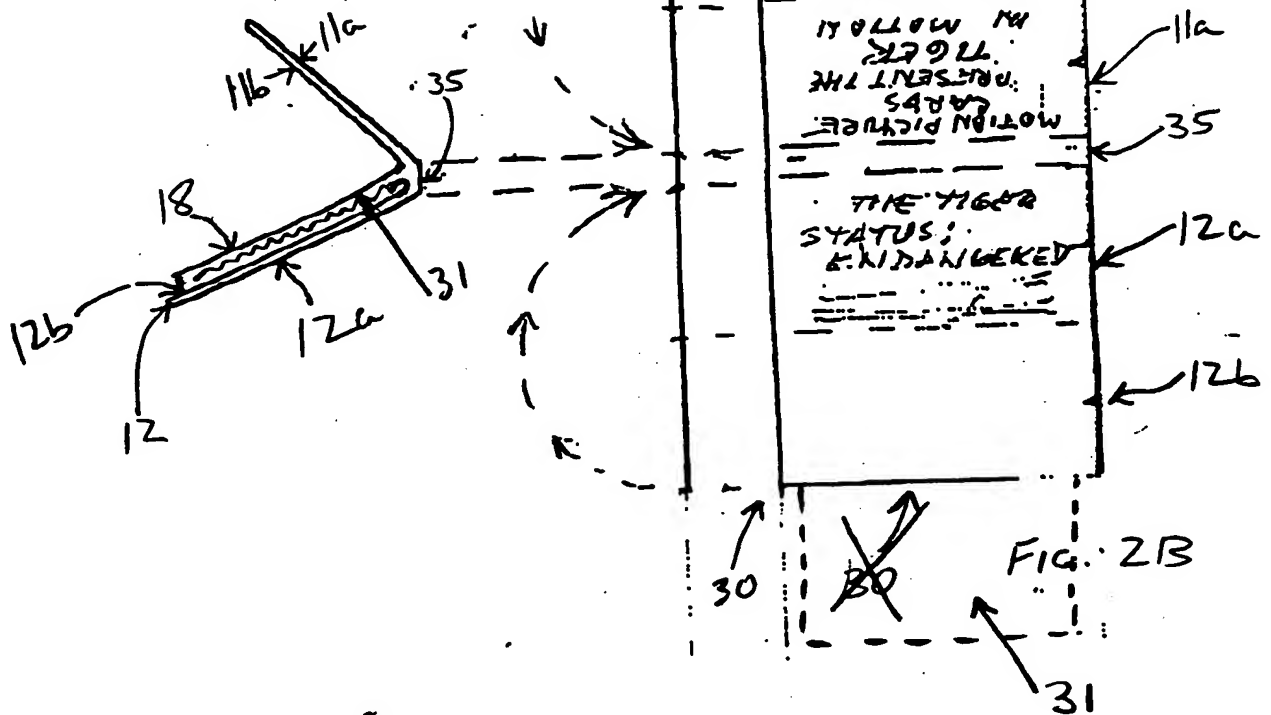 11a
11b
35
18
12b
12
12a
31
MOTION PICTURE
CARDS
PRESENT THE
TIGER
IN MOTION
11a
35
THE TIGER
STATUS:
ENDANGERED
12a
12b
30
30
FIG. 2B
31